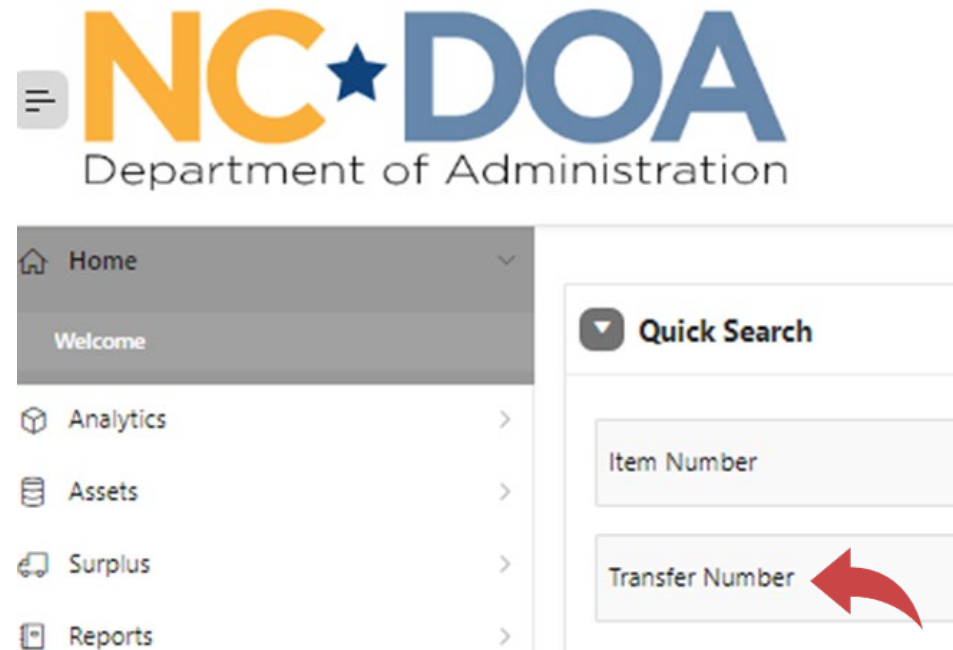 NC★DOA
Department of Administration
Home
Welcome
Analytics
Assets
Surplus
Reports
Quick Search
Item Number
Transfer Number